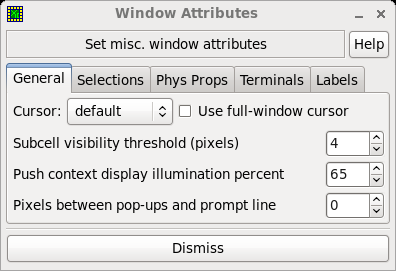 Window Attributes
Set misc. window attributes Help
General Selections Phys Props Terminals Labels
Cursor: default Use full-window cursor
Subcell visibility threshold (pixels) 4
Push context display illumination percent 65
Pixels between pop-ups and prompt line 0
Dismiss